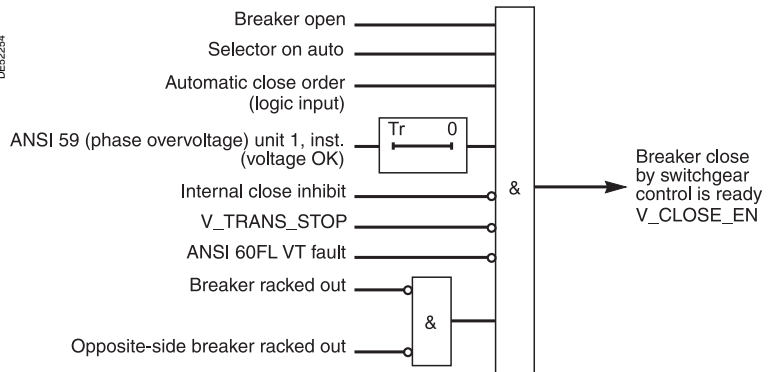 DE52254
Breaker open
Selector on auto
Automatic close order
(logic input)
ANSI 59 (phase overvoltage) unit 1, inst.
(voltage OK)
Tr 0
Internal close inhibit
V_TRANS_STOP
ANSI 60FL VT fault
Breaker racked out
Opposite-side breaker racked out
&
&
Breaker close
by switchgear
control is ready
V_CLOSE_EN